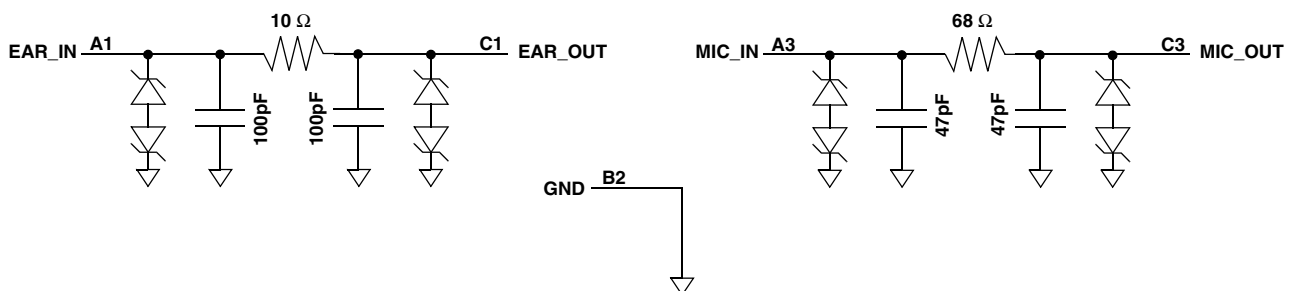 10 Ω
EAR_IN A1 C1 EAR_OUT
100pF 100pF
68 Ω
MIC_IN A3 C3 MIC_OUT
47pF 47pF
GND B2